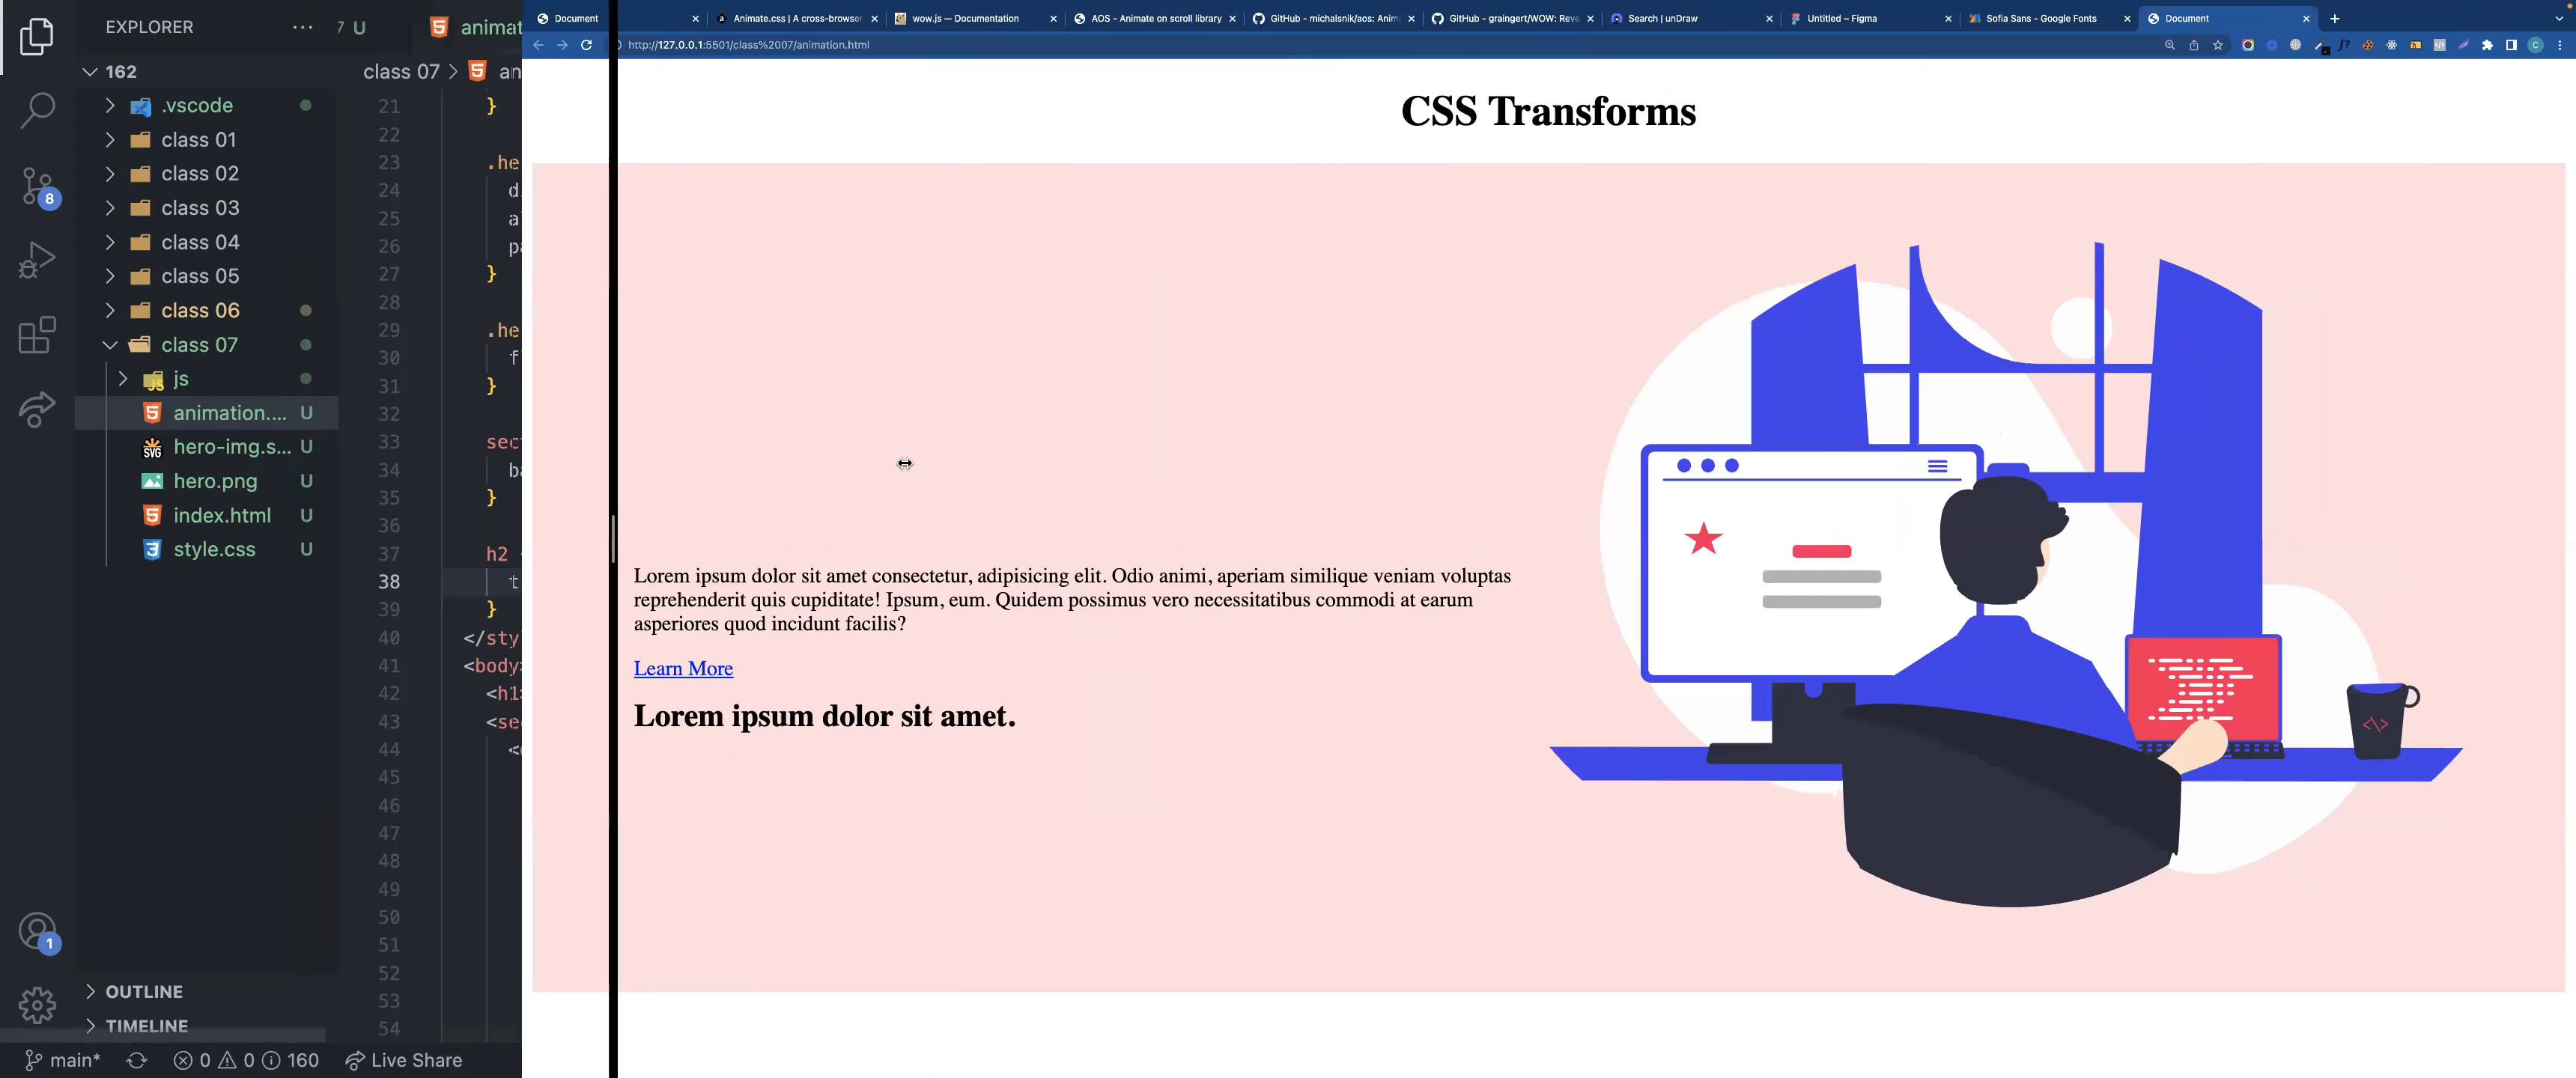 EXPLORER
162
.vscode
class 01
class 02
class 03
class 04
class 05
class 06
class 07
js
animation.... U
hero-img.s... U
hero.png U
index.html U
style.css U
OUTLINE
TIMELINE
main* 0 0 160 Live Share
8
1
7 U animat
class 07 > an
21 }
22
23 .he
24 d
25 a
26 pa
27 }
28
29 .he
30 f
31 }
32
33 sec
34 ba
35 }
36
37 h2
38 t
39 }
40 </sty
41 <body>
42 <h1>
43 <se
44 <
45
46
47
48
49
50
51
52
53
54
Document
Animate.css | A cross-browser
wow.js — Documentation
AOS - Animate on scroll library
GitHub - michalsnik/aos: Anim
GitHub - graingert/WOW: Reve
Search | unDraw
Untitled – Figma
Sofia Sans - Google Fonts
Document
http://127.0.0.1:5501/class%2007/animation.html
CSS Transforms
Lorem ipsum dolor sit amet consectetur, adipisicing elit. Odio animi, aperiam similique veniam voluptas
reprehenderit quis cupiditate! Ipsum, eum. Quidem possimus vero necessitatibus commodi at earum
asperiores quod incidunt facilis?
Learn More
Lorem ipsum dolor sit amet.
</>